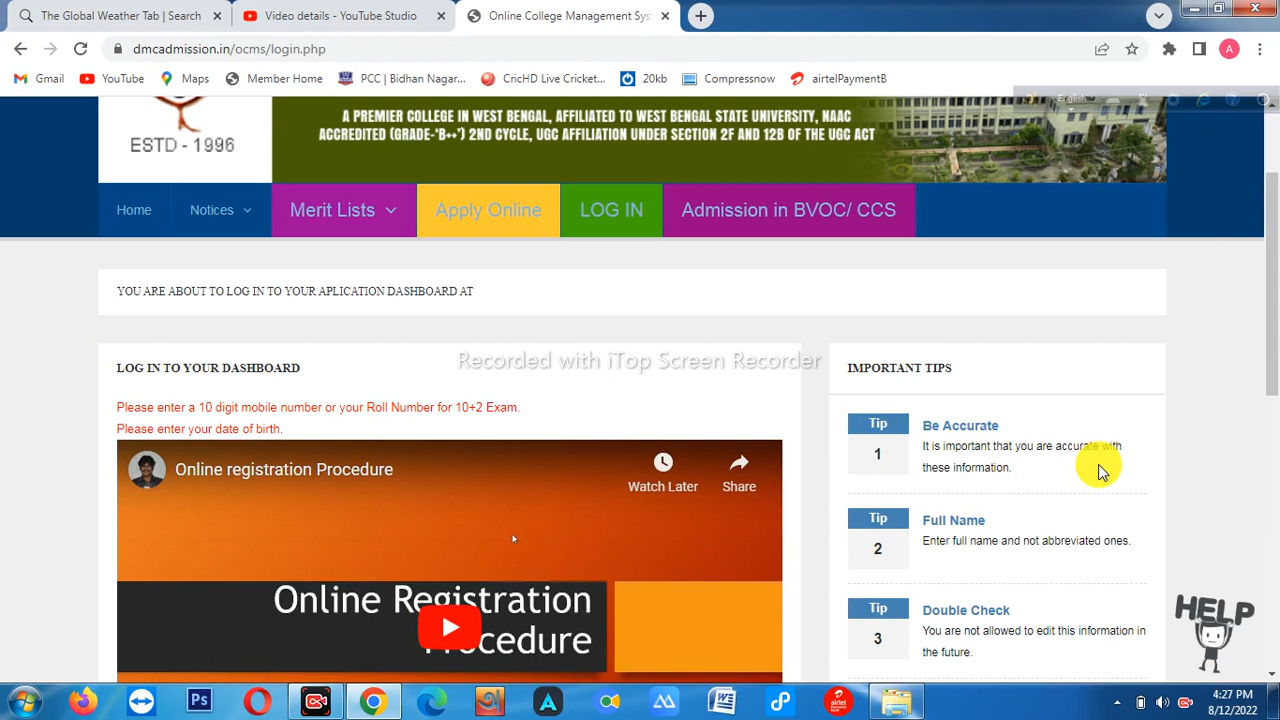 The Global Weather Tab | Search
Video details - YouTube Studio
Online College Management Sys
dmcadmission.in/ocms/login.php
A
Gmail
YouTube
Maps
Member Home
PCC | Bidhan Nagar...
CricHD Live Cricket...
20kb
Compressnow
airtelPaymentB
English
ESTD - 1996
A PREMIER COLLEGE IN WEST BENGAL, AFFILIATED TO WEST BENGAL STATE UNIVERSITY, NAAC
ACCREDITED (GRADE-'B++') 2ND CYCLE, UGC AFFILIATION UNDER SECTION 2F AND 12B OF THE UGC ACT
Home
Notices
Merit Lists
Apply Online
LOG IN
Admission in BVOC/ CCS
YOU ARE ABOUT TO LOG IN TO YOUR APLICATION DASHBOARD AT
Recorded with iTop Screen Recorder
LOG IN TO YOUR DASHBOARD
Please enter a 10 digit mobile number or your Roll Number for 10+2 Exam.
Please enter your date of birth.
Online registration Procedure
Watch Later
Share
Online Registration
Procedure
IMPORTANT TIPS
Tip
1
Be Accurate
It is important that you are accurate with
these information.
Tip
2
Full Name
Enter full name and not abbreviated ones.
Tip
3
Double Check
You are not allowed to edit this information in
the future.
HELP
Ps
W
airtel
4:27 PM
8/12/2022